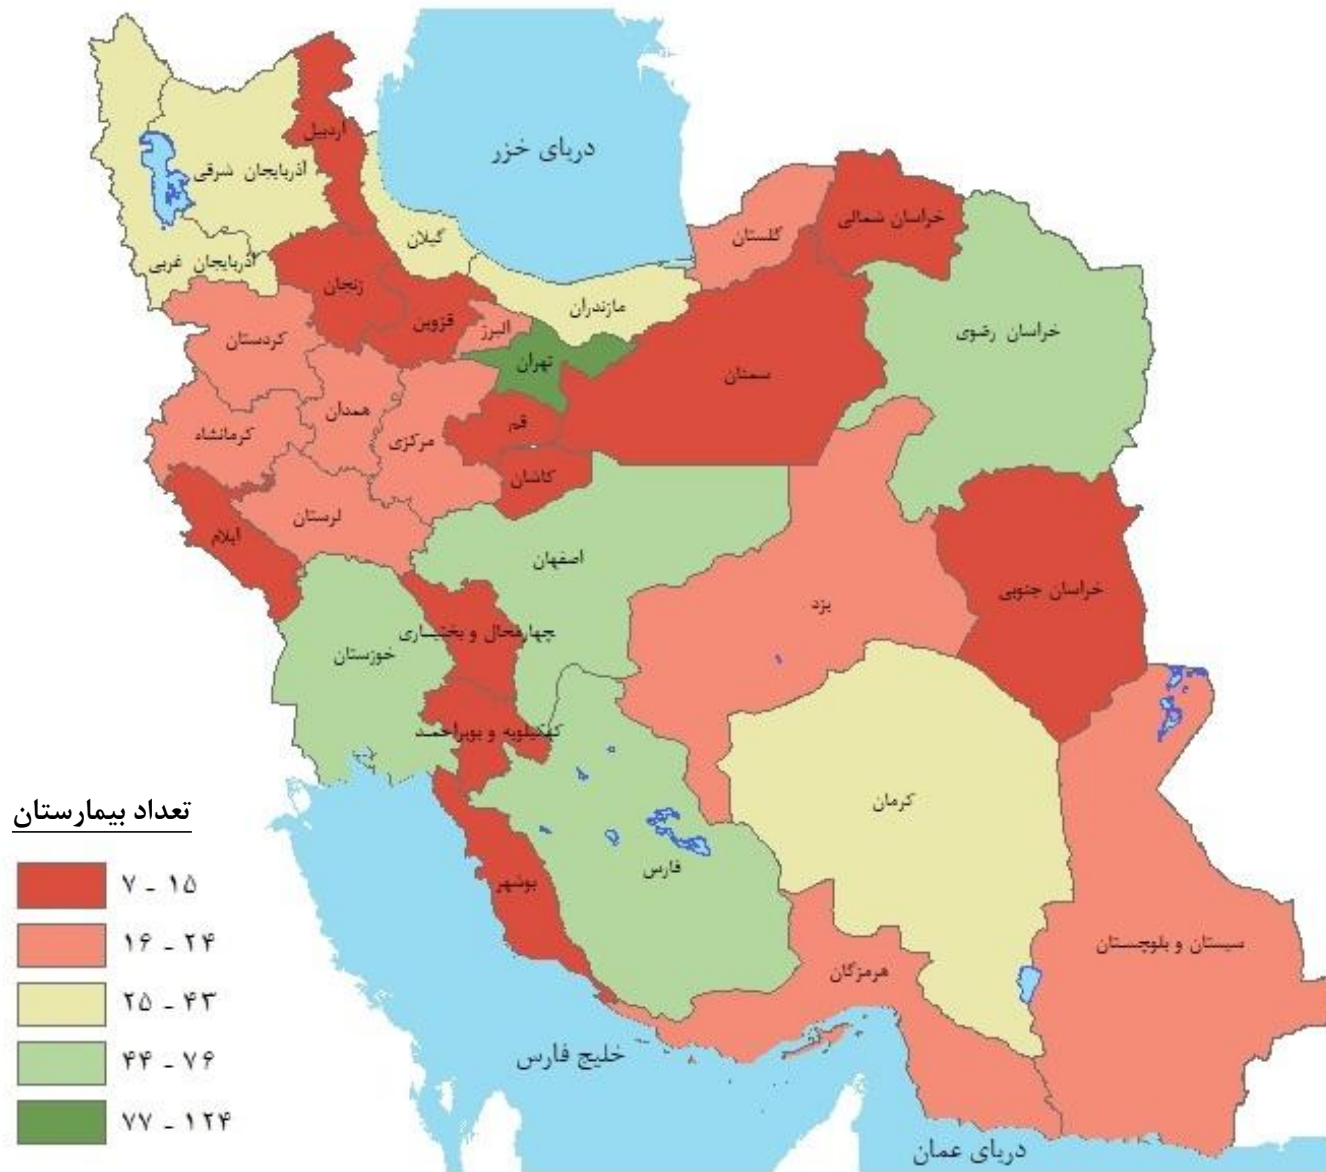 دریای خزر
اردبیل
آذربایجان شرقی
خراسان شمالی
گلستان
گیلان
آذربایجان غربی
زنجان
مازندران
قزوین
البرز
خراسان رضوی
کردستان
تهران
سمنان
همدان
قم
کرمانشاه
مرکزی
کاشان
لرستان
ایلام
اصفهان
خراسان جنوبی
یزد
چهارمحال و بختیاری
خوزستان
کهکیلویه و بویراحمد
کرمان
تعداد بیمارستان
فارس
بوشهر
۷ - ۱۵
۱۶ - ۲۴
سیستان و بلوچستان
هرمزگان
۲۵ - ۴۳
خلیج فارس
۴۴ - ۷۶
۷۷ - ۱۲۴
دریای عمان